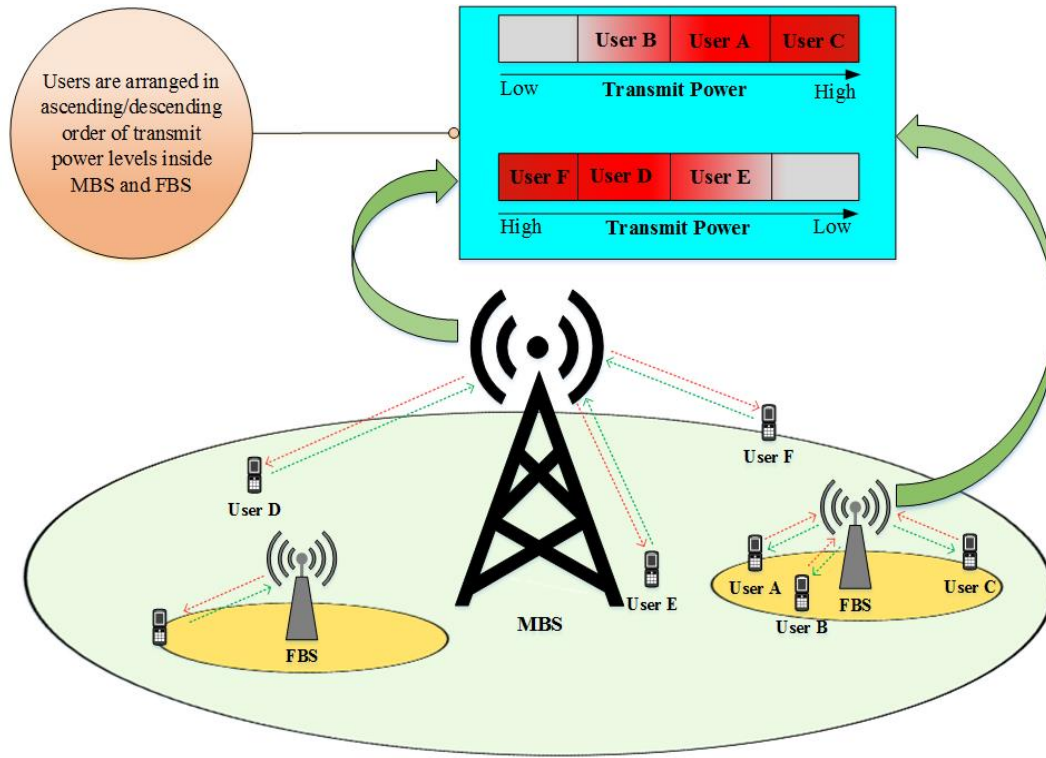 Users are arranged in
ascending/descending
order of transmit
power levels inside
MBS and FBS
User B User A User C
Low Transmit Power High
User F User D User E
High Transmit Power Low
User F
User D
User A
User B
FBS
User C
User E
MBS
FBS